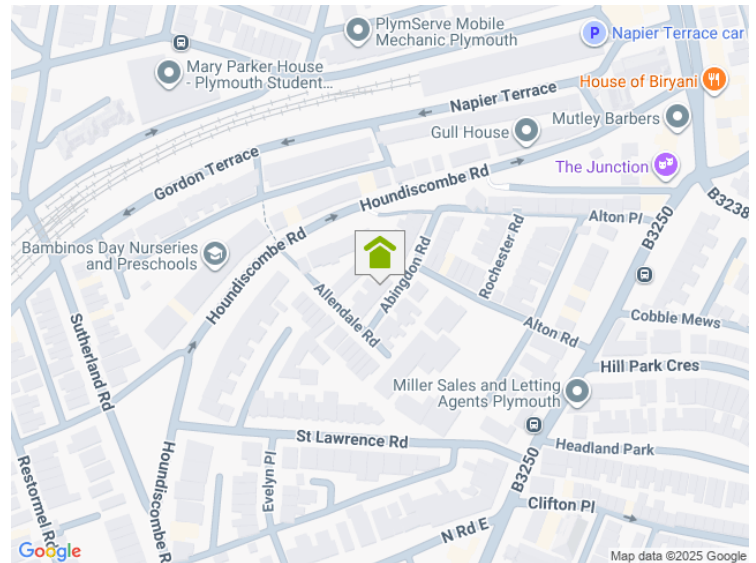 PlymServe Mobile
Mechanic Plymouth
Napier Terrace car
P
Mary Parker House
- Plymouth Student...
House of Biryani
Napier Terrace
Mutley Barbers
Gull House
Gordon Terrace
The Junction
Houndiscombe Rd
B3238
Alton Pl
B3250
Bambinos Day Nurseries
and Preschools
Houndiscombe Rd
Abingdon Rd
Rochester Rd
Allendale Rd
Alton Rd
Cobble Mews
Sutherland Rd
Hill Park Cres
Miller Sales and Letting
Agents Plymouth
St Lawrence Rd
Headland Park
Houndiscombe R
Evelyn Pl
B3250
Restormel Rd
Clifton Pl
N Rd E
Google
Map data ©2025 Google